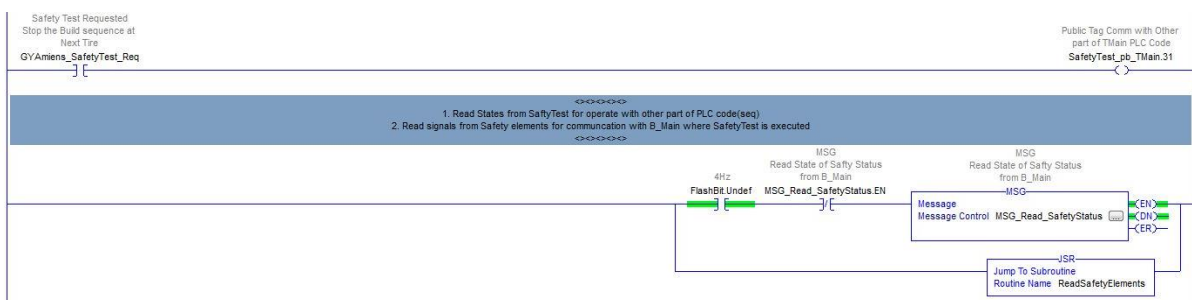 Safety Test Requested
Stop the Build sequence at
Next Tire
GYAmiens_SafetyTest_Req
Public Tag Comm with Other
part of TMain PLC Code
SafetyTest_pb_TMain.31
<><><><><>
1. Read States from SaftyTest for operate with other part of PLC code(seq)
2. Read signals from Safety elements for communcation with B_Main where SafetyTest is executed
<><><><><>
4Hz
FlashBit.Undef
MSG
Read State of Safty Status
from B_Main
MSG_Read_SafetyStatus.EN
MSG
Read State of Safty Status
from B_Main
MSG
Message
Message Control MSG_Read_SafetyStatus ...
EN
DN
ER
JSR
Jump To Subroutine
Routine Name ReadSafetyElements